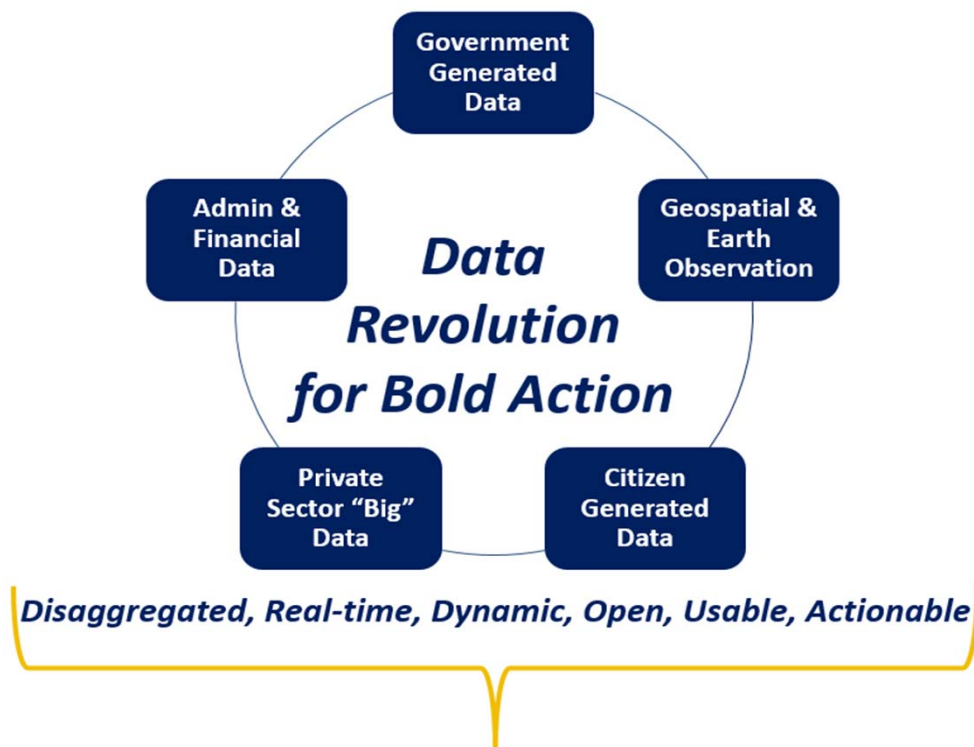 Government
Generated
Data
Admin &
Financial
Data
Geospatial &
Earth
Observation
Data
Revolution
for Bold Action
Private
Sector “Big”
Data
Citizen
Generated
Data
Disaggregated, Real-time, Dynamic, Open, Usable, Actionable